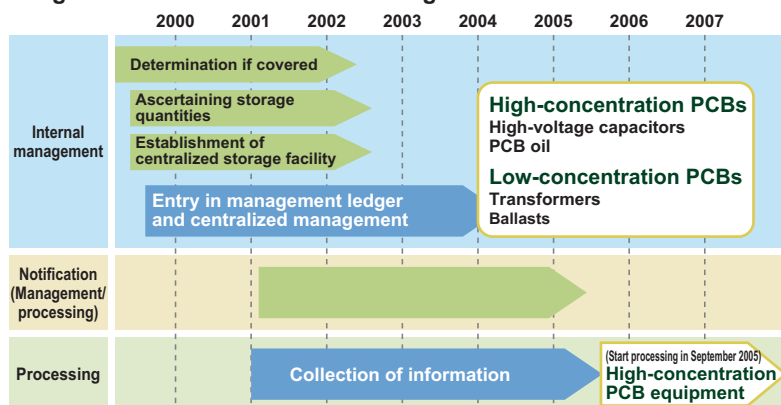 2000 2001 2002 2003 2004 2005 2006 2007
Internal
management
Determination if covered
Ascertaining storage
quantities
Establishment of
centralized storage facility
Entry in management ledger
and centralized management
High-concentration PCBs
High-voltage capacitors
PCB oil
Low-concentration PCBs
Transformers
Ballasts
Notification
(Management/
processing)
Processing
Collection of information
(Start processing in September 2005)
High-concentration
PCB equipment